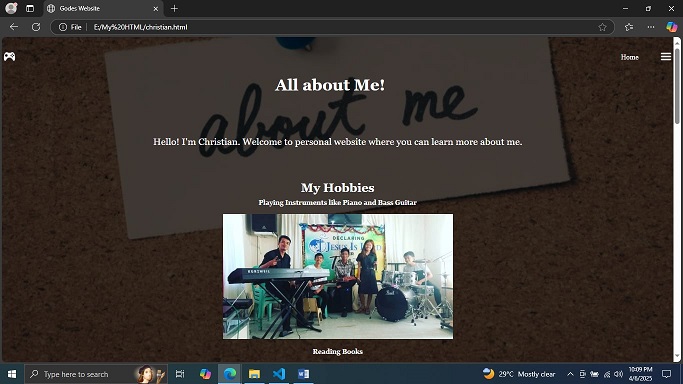 Godes Website
File
E:/My%20HTML/christian.html
Home
about me
All about Me!
Hello! I'm Christian. Welcome to personal website where you can learn more about me.
My Hobbies
Playing Instruments like Piano and Bass Guitar
DECLARING
JESUS IS
KURZWEIL
Reading Books
Type here to search
29°C Mostly clear
10:09 PM
4/6/2025